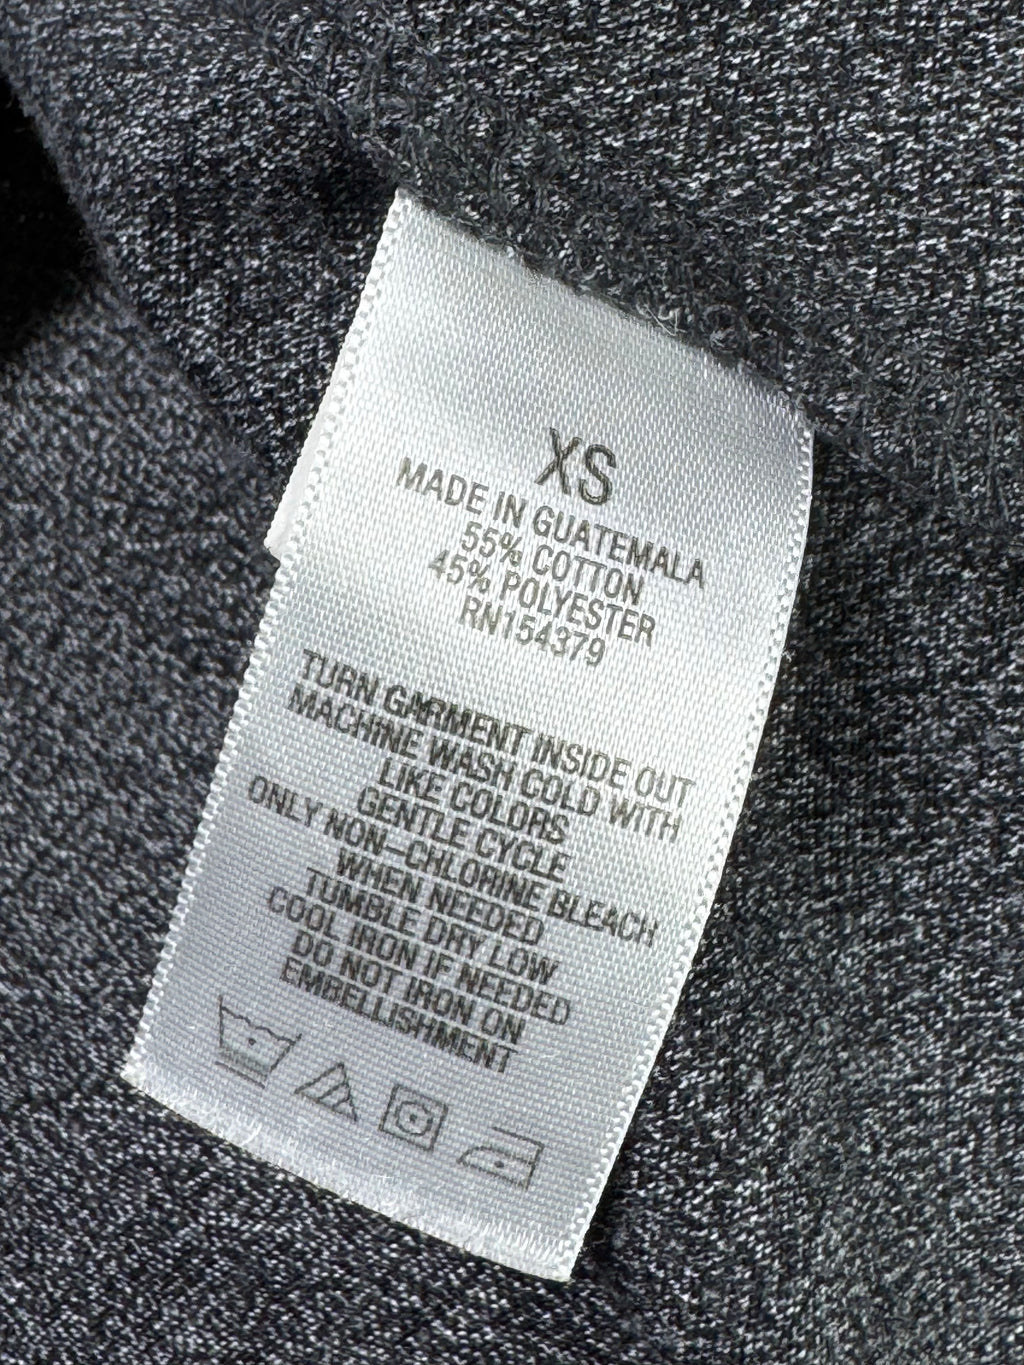 XS
MADE IN GUATEMALA
55% COTTON
45% POLYESTER
RN154379
TURN GARMENT INSIDE OUT
MACHINE WASH COLD WITH
LIKE COLORS
GENTLE CYCLE
ONLY NON-CHLORINE BLEACH
WHEN NEEDED
TUMBLE DRY LOW
COOL IRON IF NEEDED
DO NOT IRON ON
EMBELLISHMENT